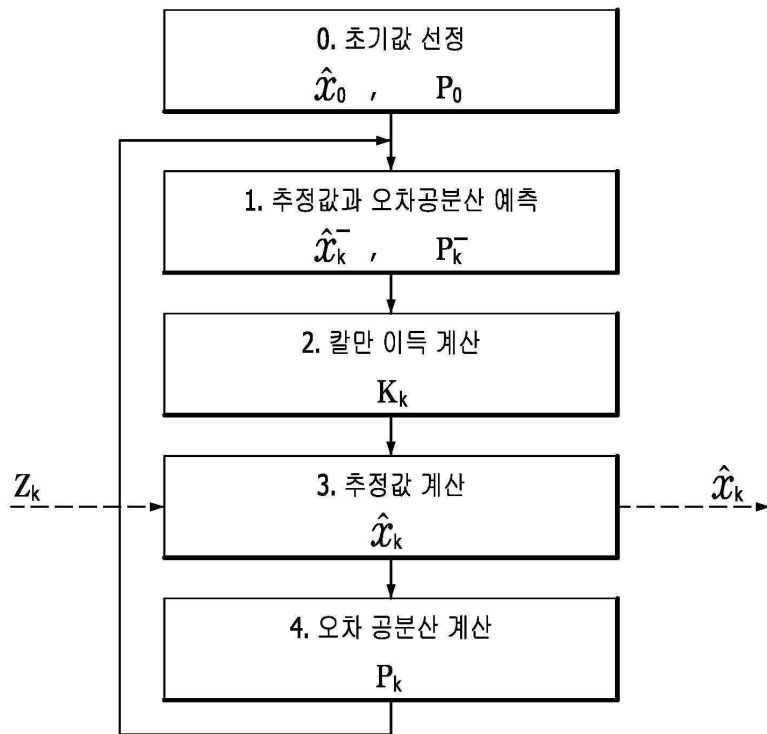 0. 초기값 선정
x̂₀ , P₀
1. 추정값과 오차공분산 예측
x̂ₖ⁻ , Pₖ⁻
2. 칼만 이득 계산
Kₖ
Zₖ
3. 추정값 계산
x̂ₖ
x̂ₖ
4. 오차 공분산 계산
Pₖ